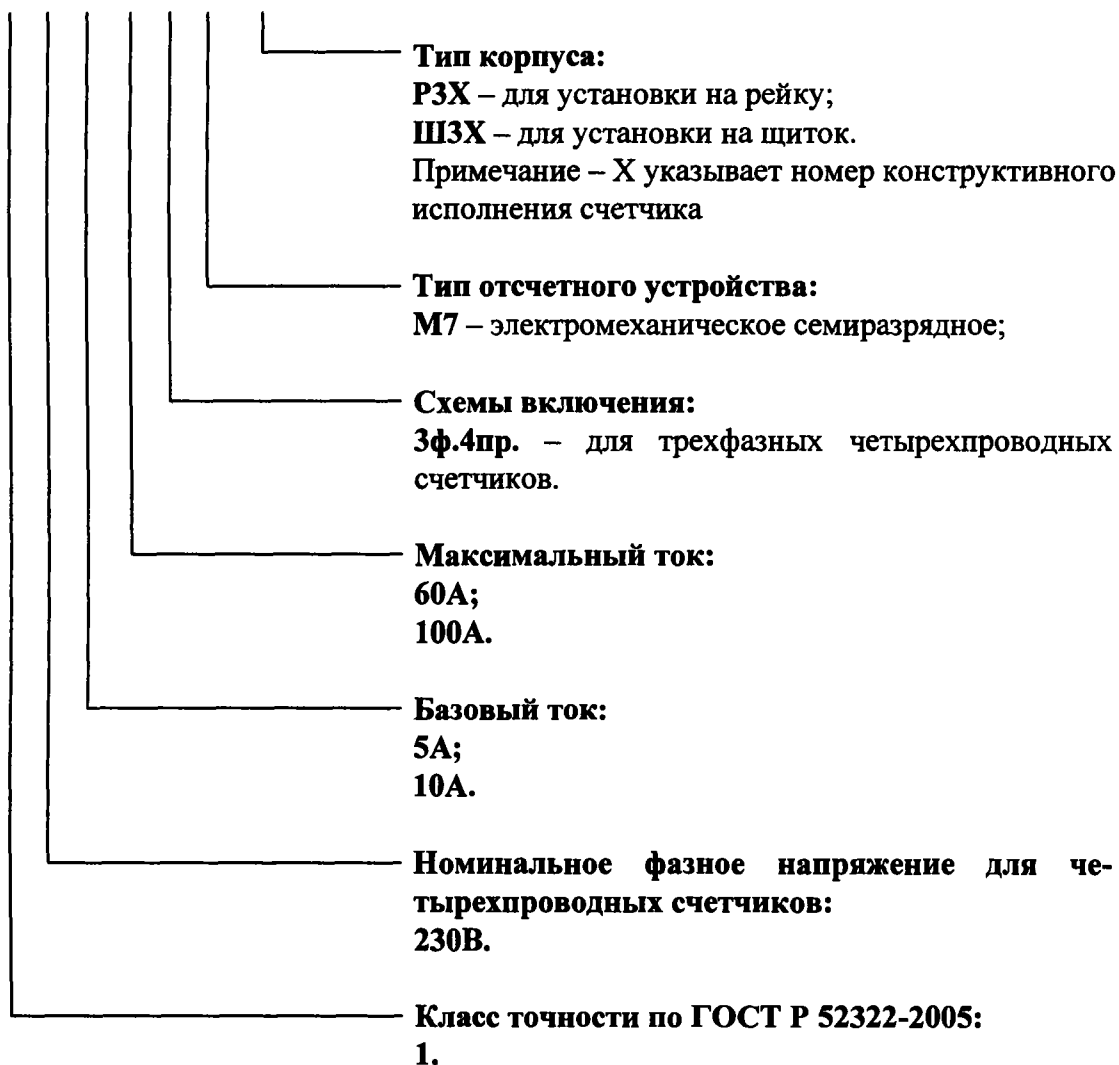 Тип корпуса:
Р3Х – для установки на рейку;
Ш3Х – для установки на щиток.
Примечание – Х указывает номер конструктивного
исполнения счетчика
Тип отсчетного устройства:
М7 – электромеханическое семиразрядное;
Схемы включения:
3ф.4пр. – для трехфазных четырехпроводных
счетчиков.
Максимальный ток:
60А;
100А.
Базовый ток:
5А;
10А.
Номинальное фазное напряжение для че-
тырехпроводных счетчиков:
230В.
Класс точности по ГОСТ Р 52322-2005:
1.